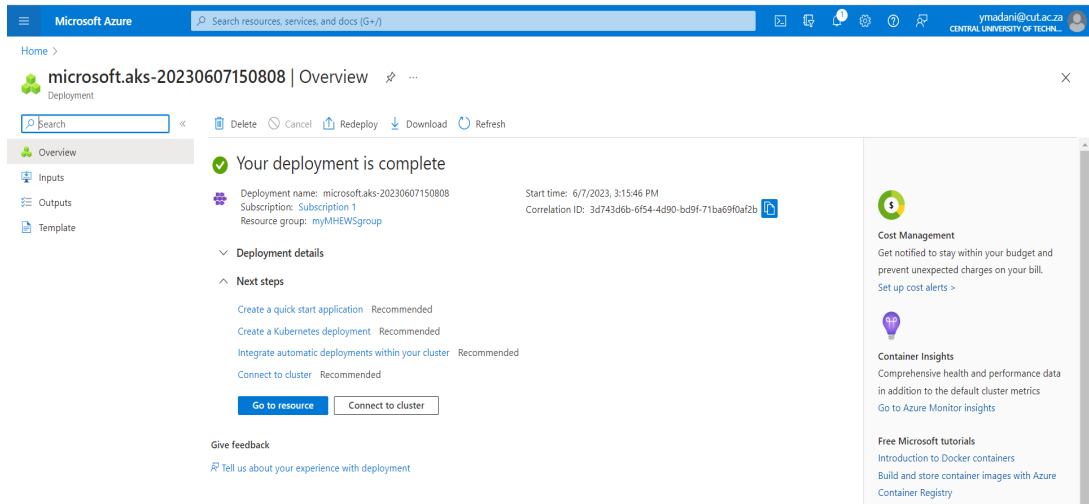 Microsoft Azure
Search resources, services, and docs (G+/)
1
ymadani@cut.ac.za
CENTRAL UNIVERSITY OF TECHN...
Home >
microsoft.aks-20230607150808 | Overview
Deployment
Search
Delete Cancel Redeploy Download Refresh
Overview
Inputs
Outputs
Template
Your deployment is complete
Deployment name: microsoft.aks-20230607150808
Subscription: Subscription 1
Resource group: myMHEWSgroup
Start time: 6/7/2023, 3:15:46 PM
Correlation ID: 3d743d6b-6f54-4d90-bd9f-71ba69f0af2b
Deployment details
Next steps
Create a quick start application Recommended
Create a Kubernetes deployment Recommended
Integrate automatic deployments within your cluster Recommended
Connect to cluster Recommended
Go to resource Connect to cluster
Give feedback
Tell us about your experience with deployment
Cost Management
Get notified to stay within your budget and
prevent unexpected charges on your bill.
Set up cost alerts >
Container Insights
Comprehensive health and performance data
in addition to the default cluster metrics
Go to Azure Monitor insights
Free Microsoft tutorials
Introduction to Docker containers
Build and store container images with Azure
Container Registry